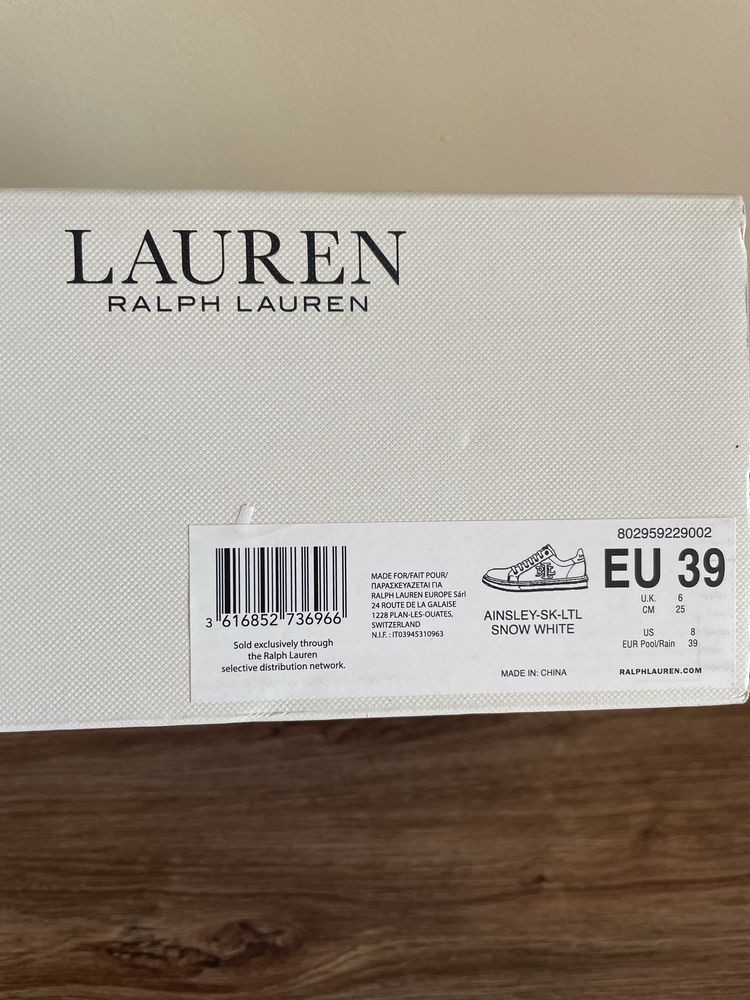 LAUREN
RALPH LAUREN
3 616852 736966
Sold exclusively through
the Ralph Lauren
selective distribution network.
MADE FOR/FAIT POUR/
ΠΑΡΑΣΚΕΥΑΖΕΤΑΙ ΓΙΑ
RALPH LAUREN EUROPE Sárl
24 ROUTE DE LA GALAISE
1228 PLAN-LES-OUATES,
SWITZERLAND
N.I.F. : IT03945310963
RLL
AINSLEY-SK-LTL
SNOW WHITE
MADE IN: CHINA
802959229002
EU 39
U.K. 6
CM 25
US 8
EUR Pool/Rain 39
RALPHLAUREN.COM